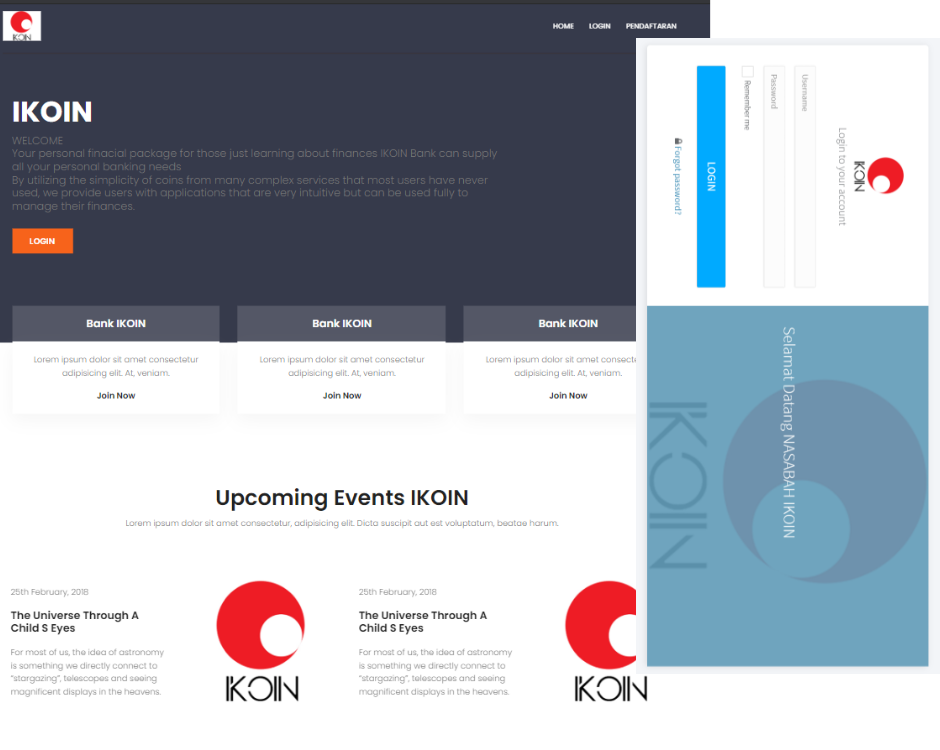 IKOIN
HOME LOGIN PENDAFTARAN
IKOIN
WELCOME
Your personal finacial package for those just learning about finances IKOIN Bank can supply
all your personal banking needs
By utilizing the simplicity of coins from many complex services that most users have never
used, we provide users with applications that are very intuitive but can be used fully to
manage their finances.
LOGIN
Bank IKOIN
Lorem ipsum dolor sit amet consectetur
adipisicing elit. At, veniam.
Join Now
Bank IKOIN
Lorem ipsum dolor sit amet consectetur
adipisicing elit. At, veniam.
Join Now
Bank IKOIN
Lorem ipsum dolor sit amet consect
adipisicing elit. At, veniam.
Join Now
Upcoming Events IKOIN
Lorem ipsum dolor sit amet consectetur, adipisicing elit. Dicta suscipit aut est voluptatum, beatae harum.
25th February, 2018
The Universe Through A
Child S Eyes
For most of us, the idea of astronomy
is something we directly connect to
“stargazing”, telescopes and seeing
magnificent displays in the heavens.
IKOIN
25th February, 2018
The Universe Through A
Child S Eyes
For most of us, the idea of astronomy
is something we directly connect to
“stargazing”, telescopes and seeing
magnificent displays in the heavens.
IKOIN
IKOIN
Login to your account
Username
Password
Remember me
LOGIN
Forgot password?
Selamat Datang NASABAH IKOIN
IKOIN